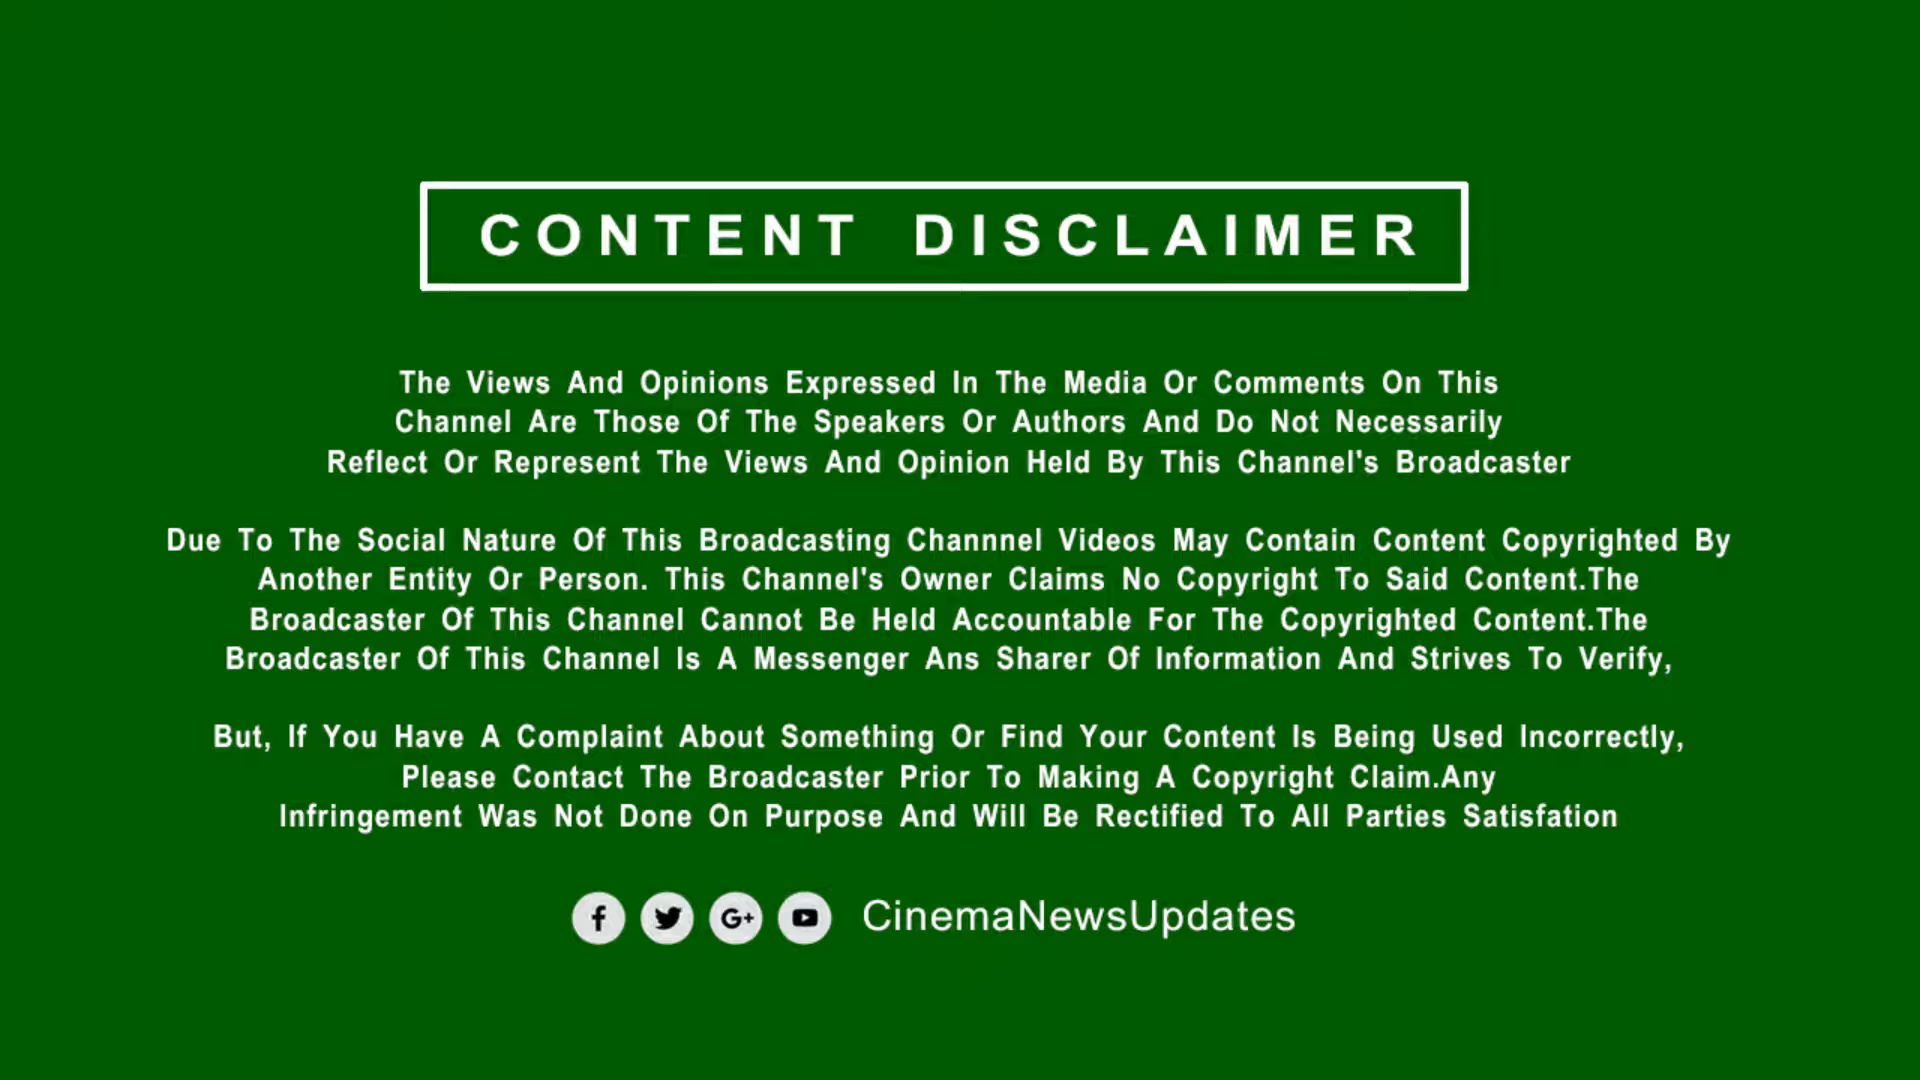 CONTENT DISCLAIMER
The Views And Opinions Expressed In The Media Or Comments On This
Channel Are Those Of The Speakers Or Authors And Do Not Necessarily
Reflect Or Represent The Views And Opinion Held By This Channel's Broadcaster
Due To The Social Nature Of This Broadcasting Channnel Videos May Contain Content Copyrighted By
Another Entity Or Person. This Channel's Owner Claims No Copyright To Said Content.The
Broadcaster Of This Channel Cannot Be Held Accountable For The Copyrighted Content.The
Broadcaster Of This Channel Is A Messenger Ans Sharer Of Information And Strives To Verify,
But, If You Have A Complaint About Something Or Find Your Content Is Being Used Incorrectly,
Please Contact The Broadcaster Prior To Making A Copyright Claim.Any
Infringement Was Not Done On Purpose And Will Be Rectified To All Parties Satisfation
f G+ CinemaNewsUpdates